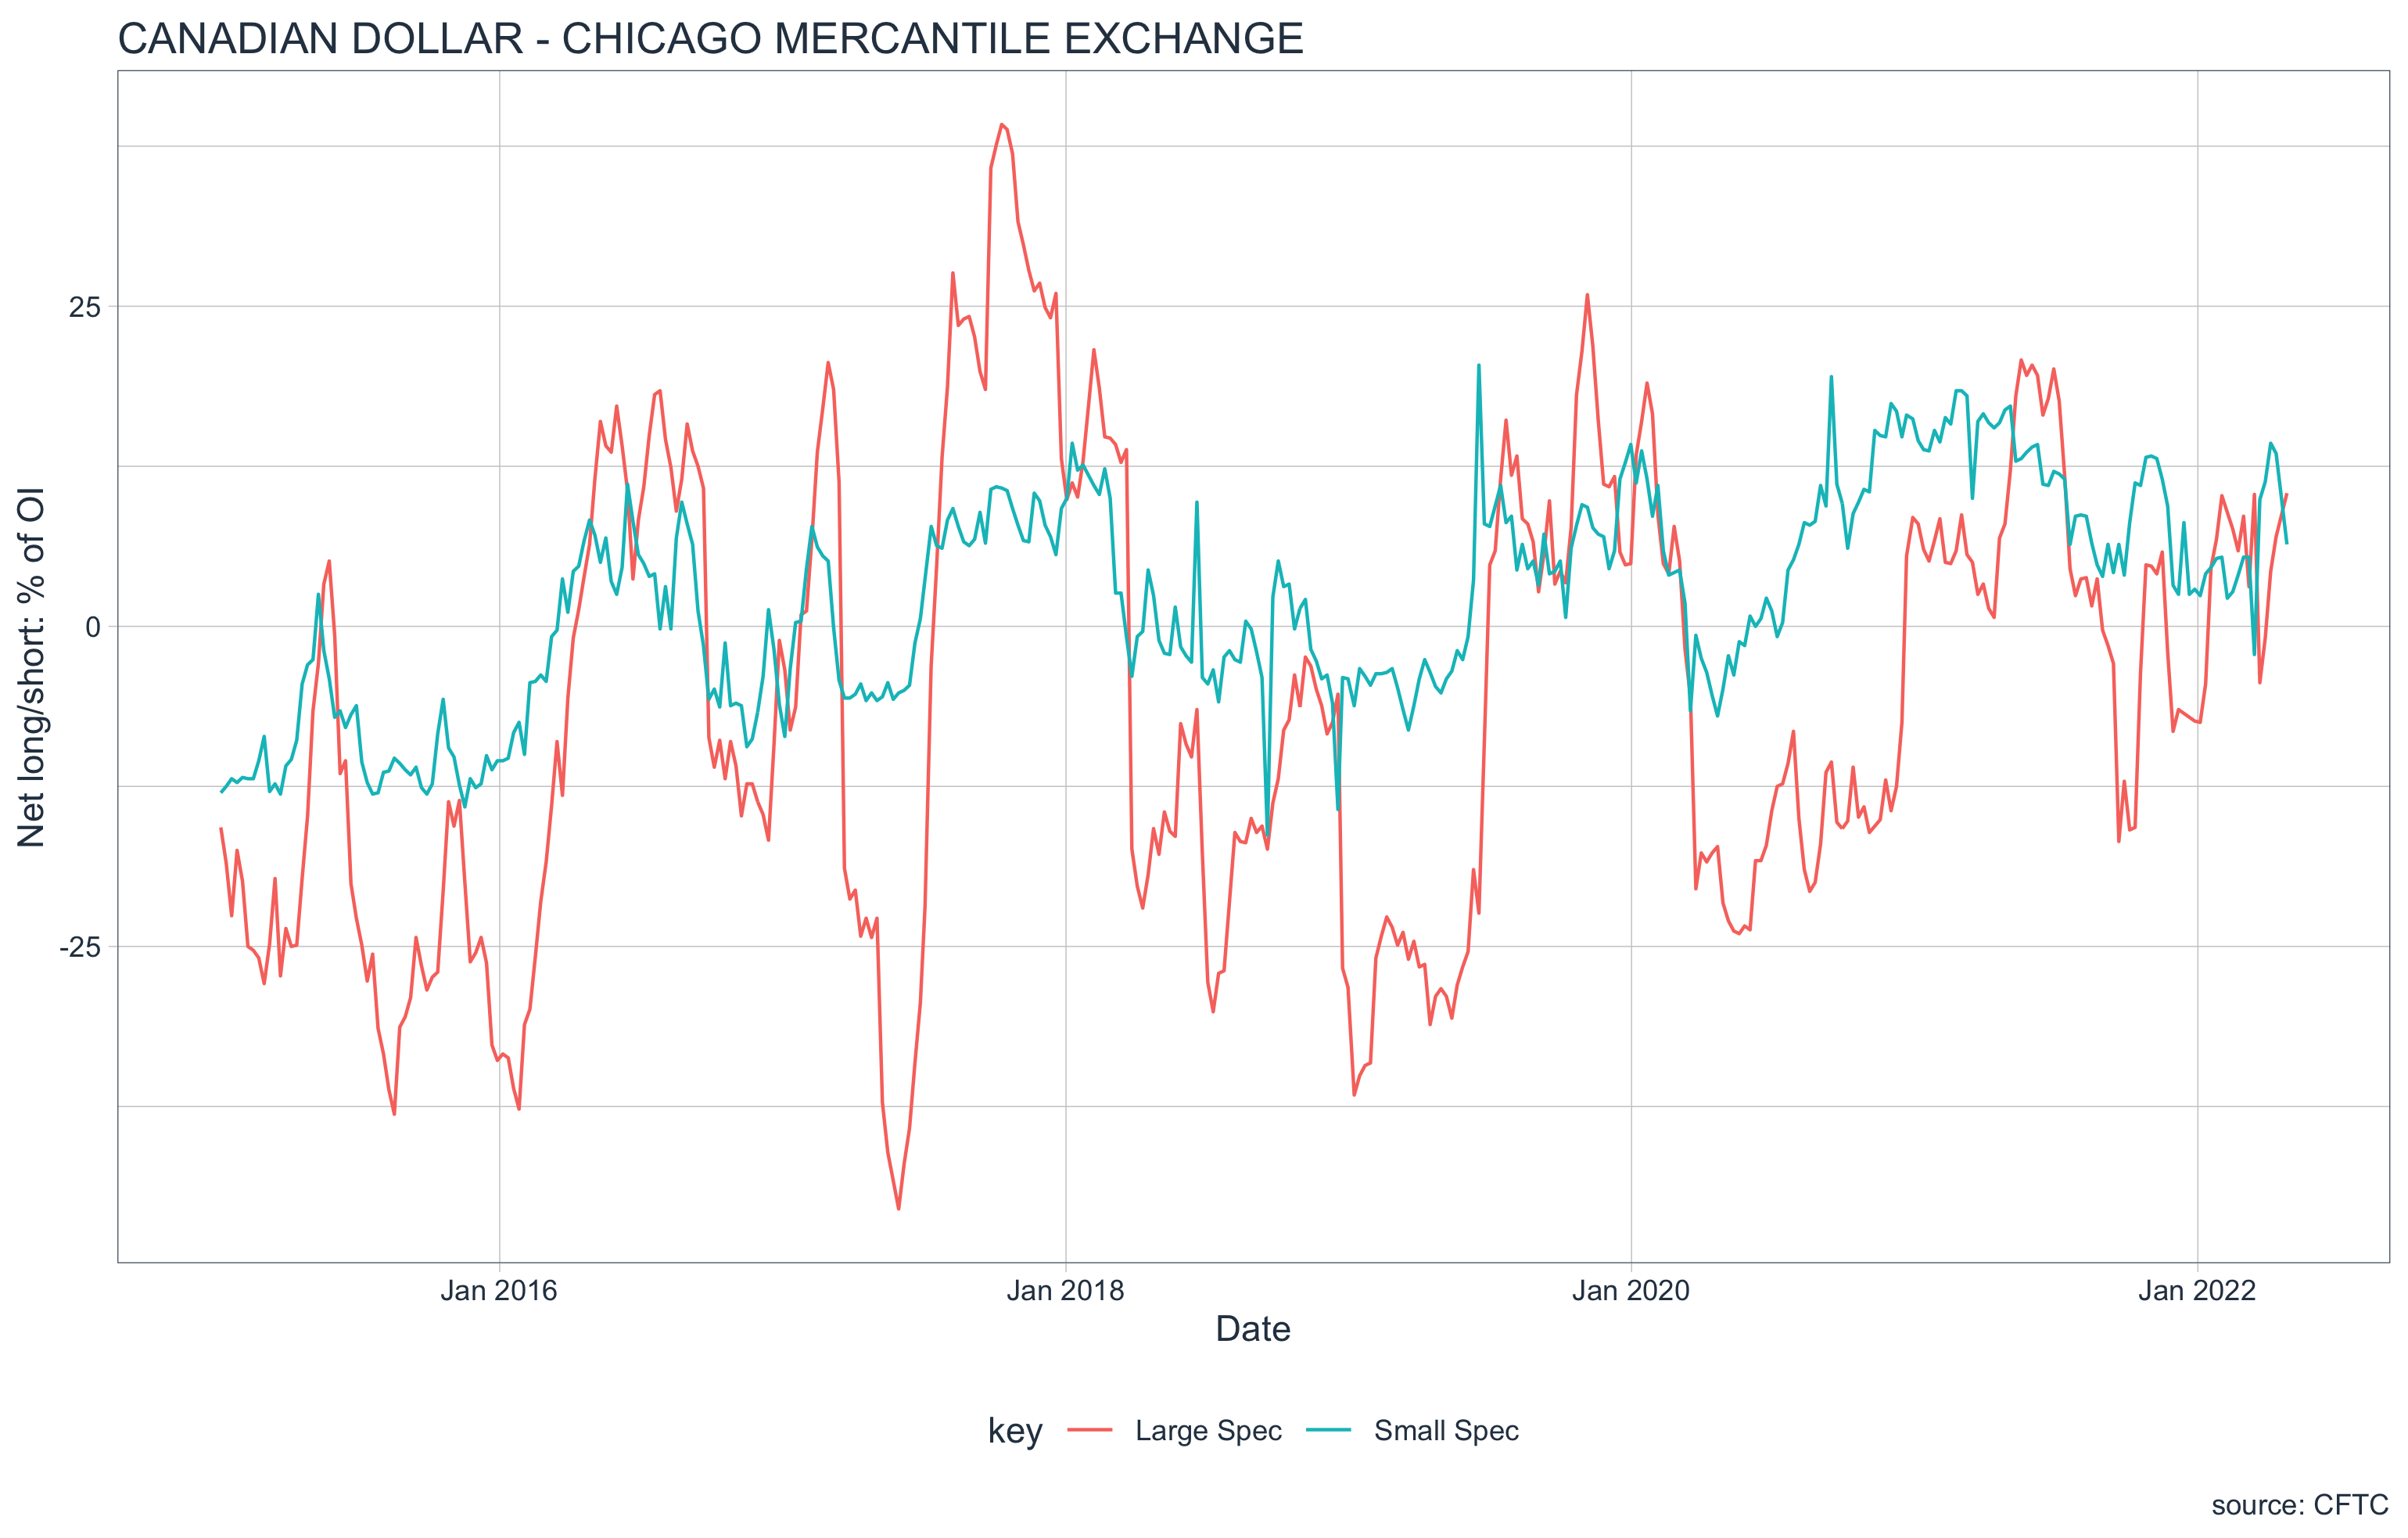 CANADIAN DOLLAR - CHICAGO MERCANTILE EXCHANGE
Net long/short: % of OI
25
0
-25
Jan 2016 Jan 2018 Jan 2020 Jan 2022
Date
key Large Spec Small Spec
source: CFTC